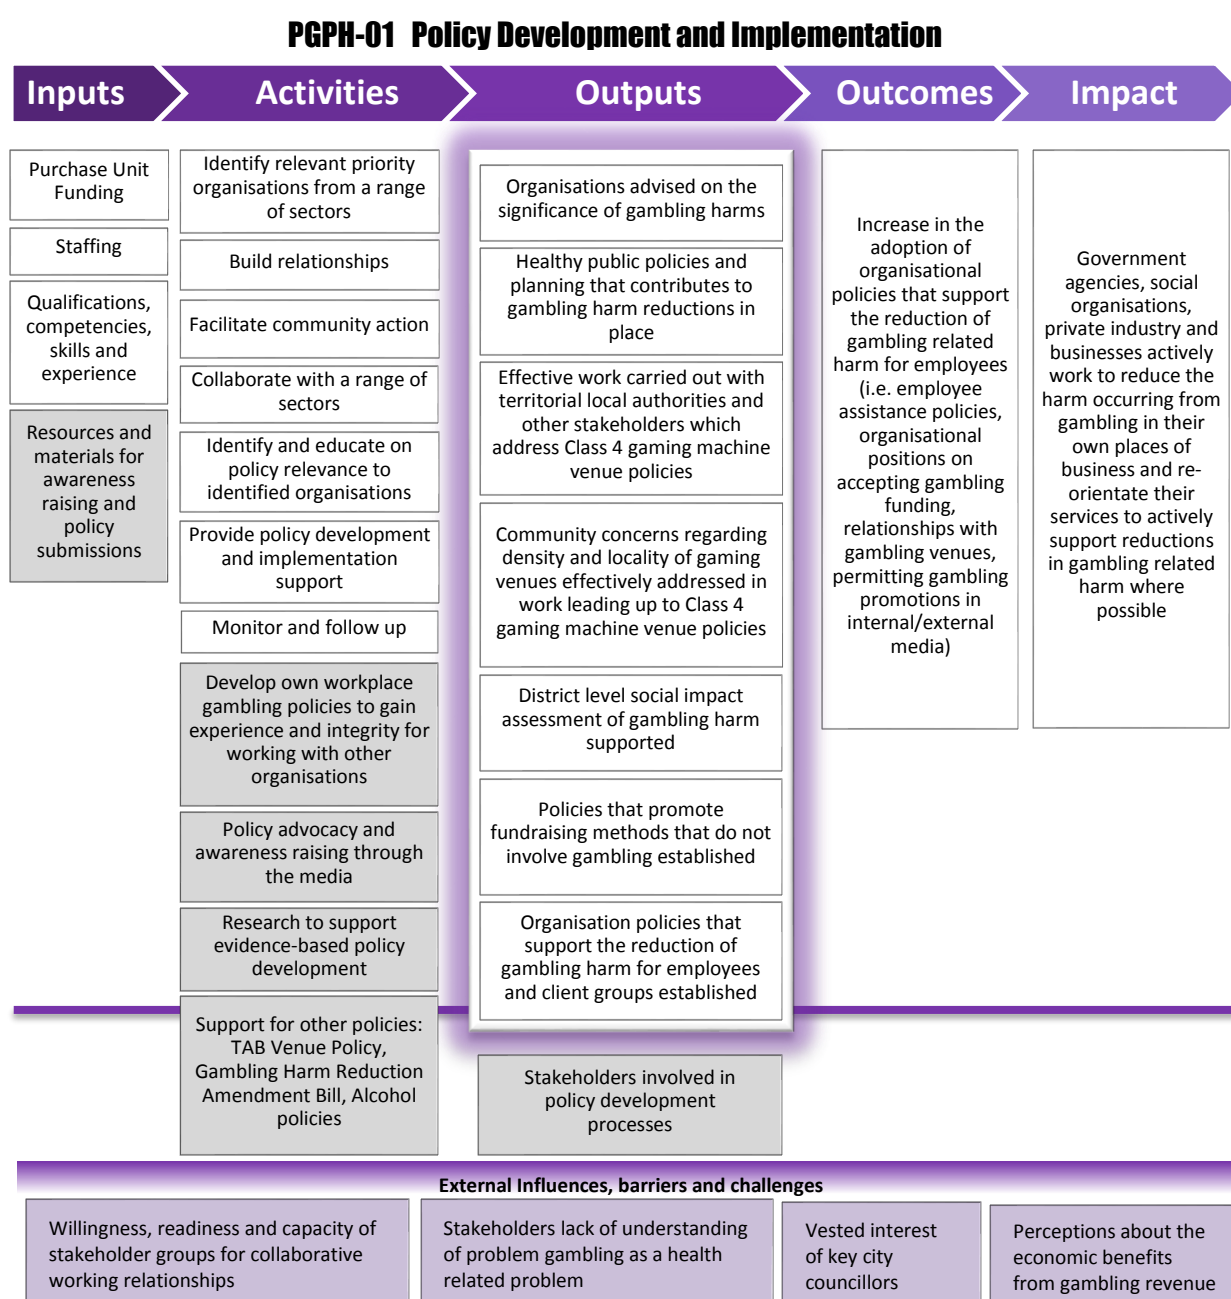 PGPH-01 Policy Development and Implementation
Inputs
Activities
Outputs
Outcomes
Impact
Purchase Unit
Funding
Staffing
Qualifications,
competencies,
skills and
experience
Resources and
materials for
awareness
raising and
policy
submissions
Identify relevant priority
organisations from a range
of sectors
Build relationships
Facilitate community action
Collaborate with a range of
sectors
Identify and educate on
policy relevance to
identified organisations
Provide policy development
and implementation
support
Monitor and follow up
Develop own workplace
gambling policies to gain
experience and integrity for
working with other
organisations
Policy advocacy and
awareness raising through
the media
Research to support
evidence-based policy
development
Support for other policies:
TAB Venue Policy,
Gambling Harm Reduction
Amendment Bill, Alcohol
policies
Organisations advised on the
significance of gambling harms
Healthy public policies and
planning that contributes to
gambling harm reductions in
place
Effective work carried out with
territorial local authorities and
other stakeholders which
address Class 4 gaming machine
venue policies
Community concerns regarding
density and locality of gaming
venues effectively addressed in
work leading up to Class 4
gaming machine venue policies
District level social impact
assessment of gambling harm
supported
Policies that promote
fundraising methods that do not
involve gambling established
Organisation policies that
support the reduction of
gambling harm for employees
and client groups established
Stakeholders involved in
policy development
processes
Increase in the
adoption of
organisational
policies that support
the reduction of
gambling related
harm for employees
(i.e. employee
assistance policies,
organisational
positions on
accepting gambling
funding,
relationships with
gambling venues,
permitting gambling
promotions in
internal/external
media)
Government
agencies, social
organisations,
private industry and
businesses actively
work to reduce the
harm occurring from
gambling in their
own places of
business and re-
orientate their
services to actively
support reductions
in gambling related
harm where
possible
External Influences, barriers and challenges
Willingness, readiness and capacity of
stakeholder groups for collaborative
working relationships
Stakeholders lack of understanding
of problem gambling as a health
related problem
Vested interest
of key city
councillors
Perceptions about the
economic benefits
from gambling revenue